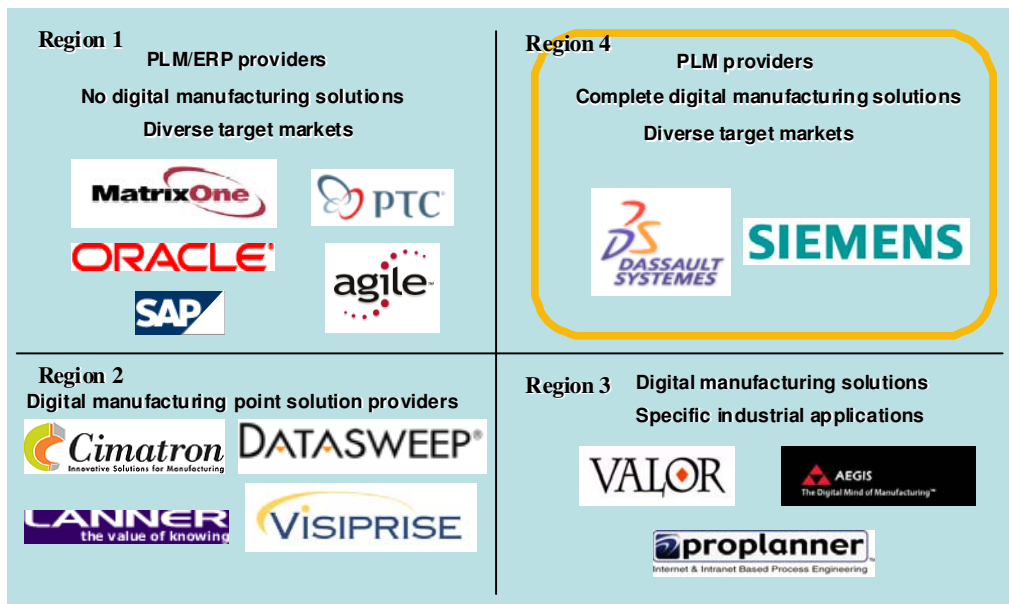 Region 1
PLM/ERP providers
No digital manufacturing solutions
Diverse target markets
MatrixOne
PTC
ORACLE®
agile™
SAP
Region 4
PLM providers
Complete digital manufacturing solutions
Diverse target markets
DASSAULT
SYSTEMES
SIEMENS
Region 2
Digital manufacturing point solution providers
Cimatron
Innovative Solutions for Manufacturing
DATASWEEP®
LANNER
the value of knowing
VISIPRISE
Region 3
Digital manufacturing solutions
Specific industrial applications
VALOR
AEGIS
The Digital Mind of Manufacturing™
proplanner™
Internet & Intranet Based Process Engineering